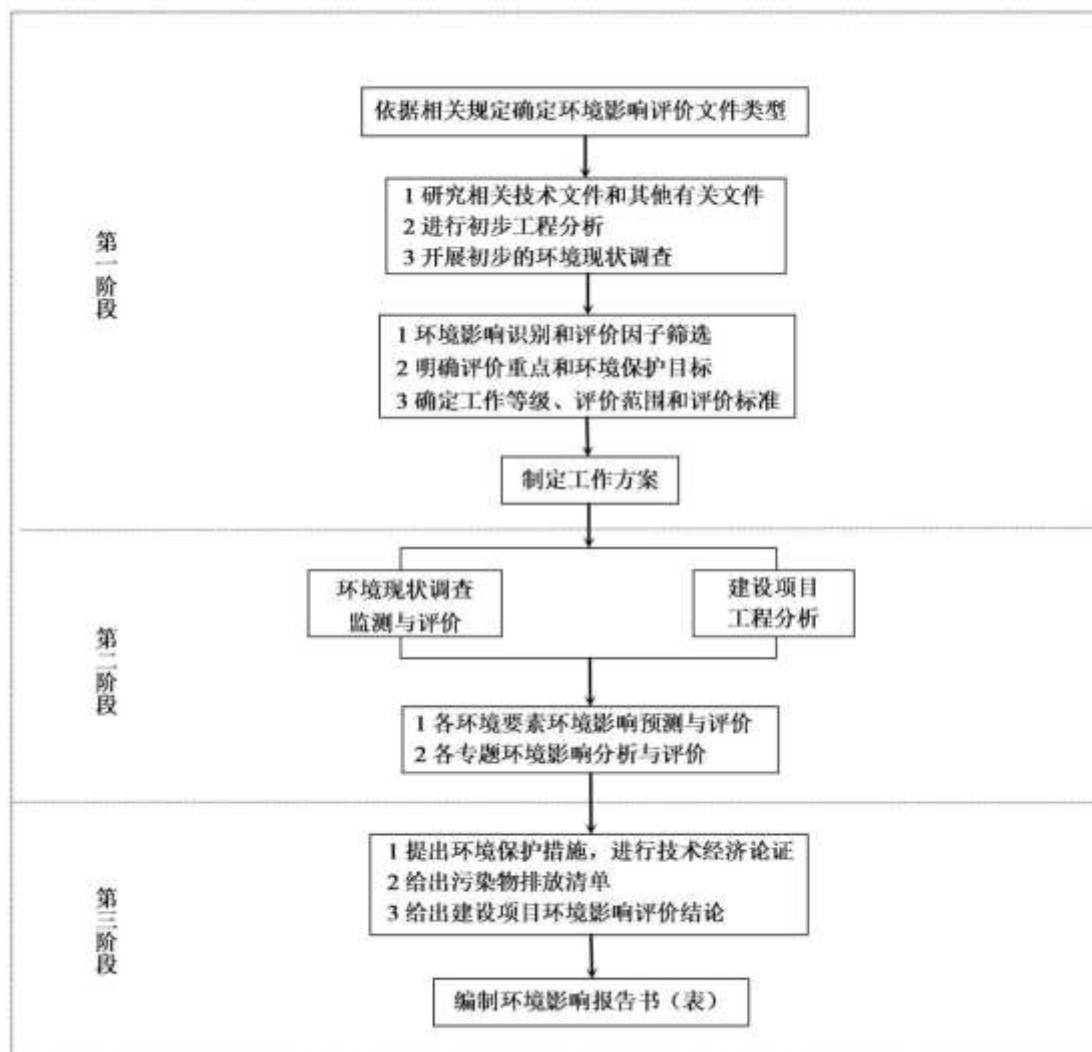 依据相关规定确定环境影响评价文件类型
1 研究相关技术文件和其他有关文件
2 进行初步工程分析
3 开展初步的环境现状调查
第一阶段
1 环境影响识别和评价因子筛选
2 明确评价重点和环境保护目标
3 确定工作等级、评价范围和评价标准
制定工作方案
环境现状调查
监测与评价
建设项目
工程分析
第二阶段
1 各环境要素环境影响预测与评价
2 各专题环境影响分析与评价
1 提出环境保护措施，进行技术经济论证
2 给出污染物排放清单
3 给出建设项目环境影响评价结论
第三阶段
编制环境影响报告书（表）